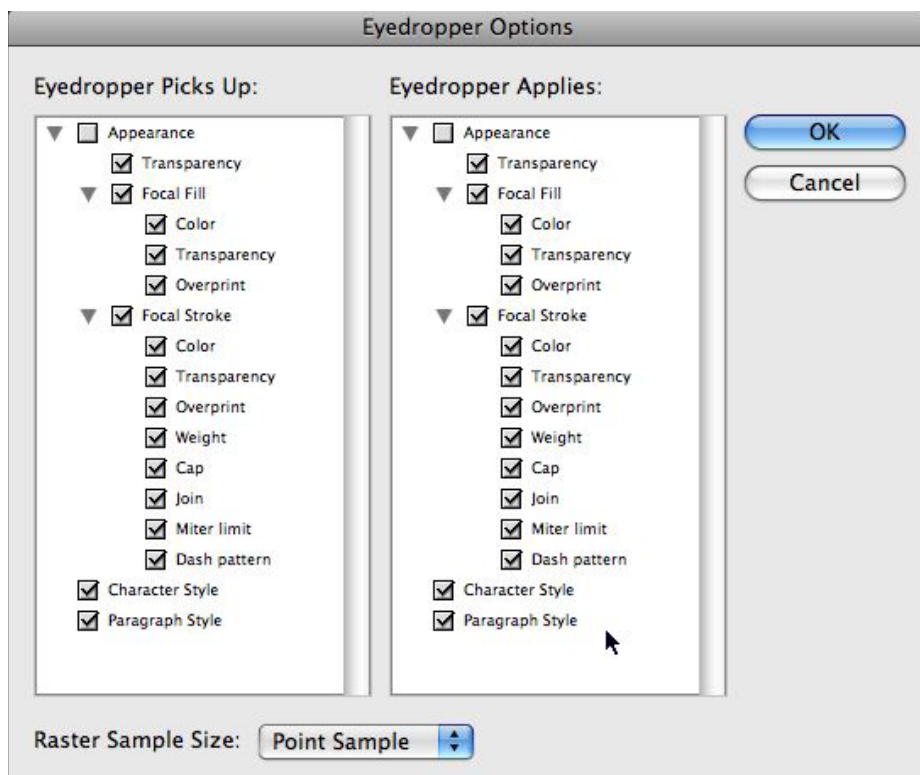 Eyedropper Options
Eyedropper Picks Up:
Appearance
Transparency
Focal Fill
Color
Transparency
Overprint
Focal Stroke
Color
Transparency
Overprint
Weight
Cap
Join
Miter limit
Dash pattern
Character Style
Paragraph Style
Eyedropper Applies:
Appearance
Transparency
Focal Fill
Color
Transparency
Overprint
Focal Stroke
Color
Transparency
Overprint
Weight
Cap
Join
Miter limit
Dash pattern
Character Style
Paragraph Style
OK
Cancel
Raster Sample Size: Point Sample